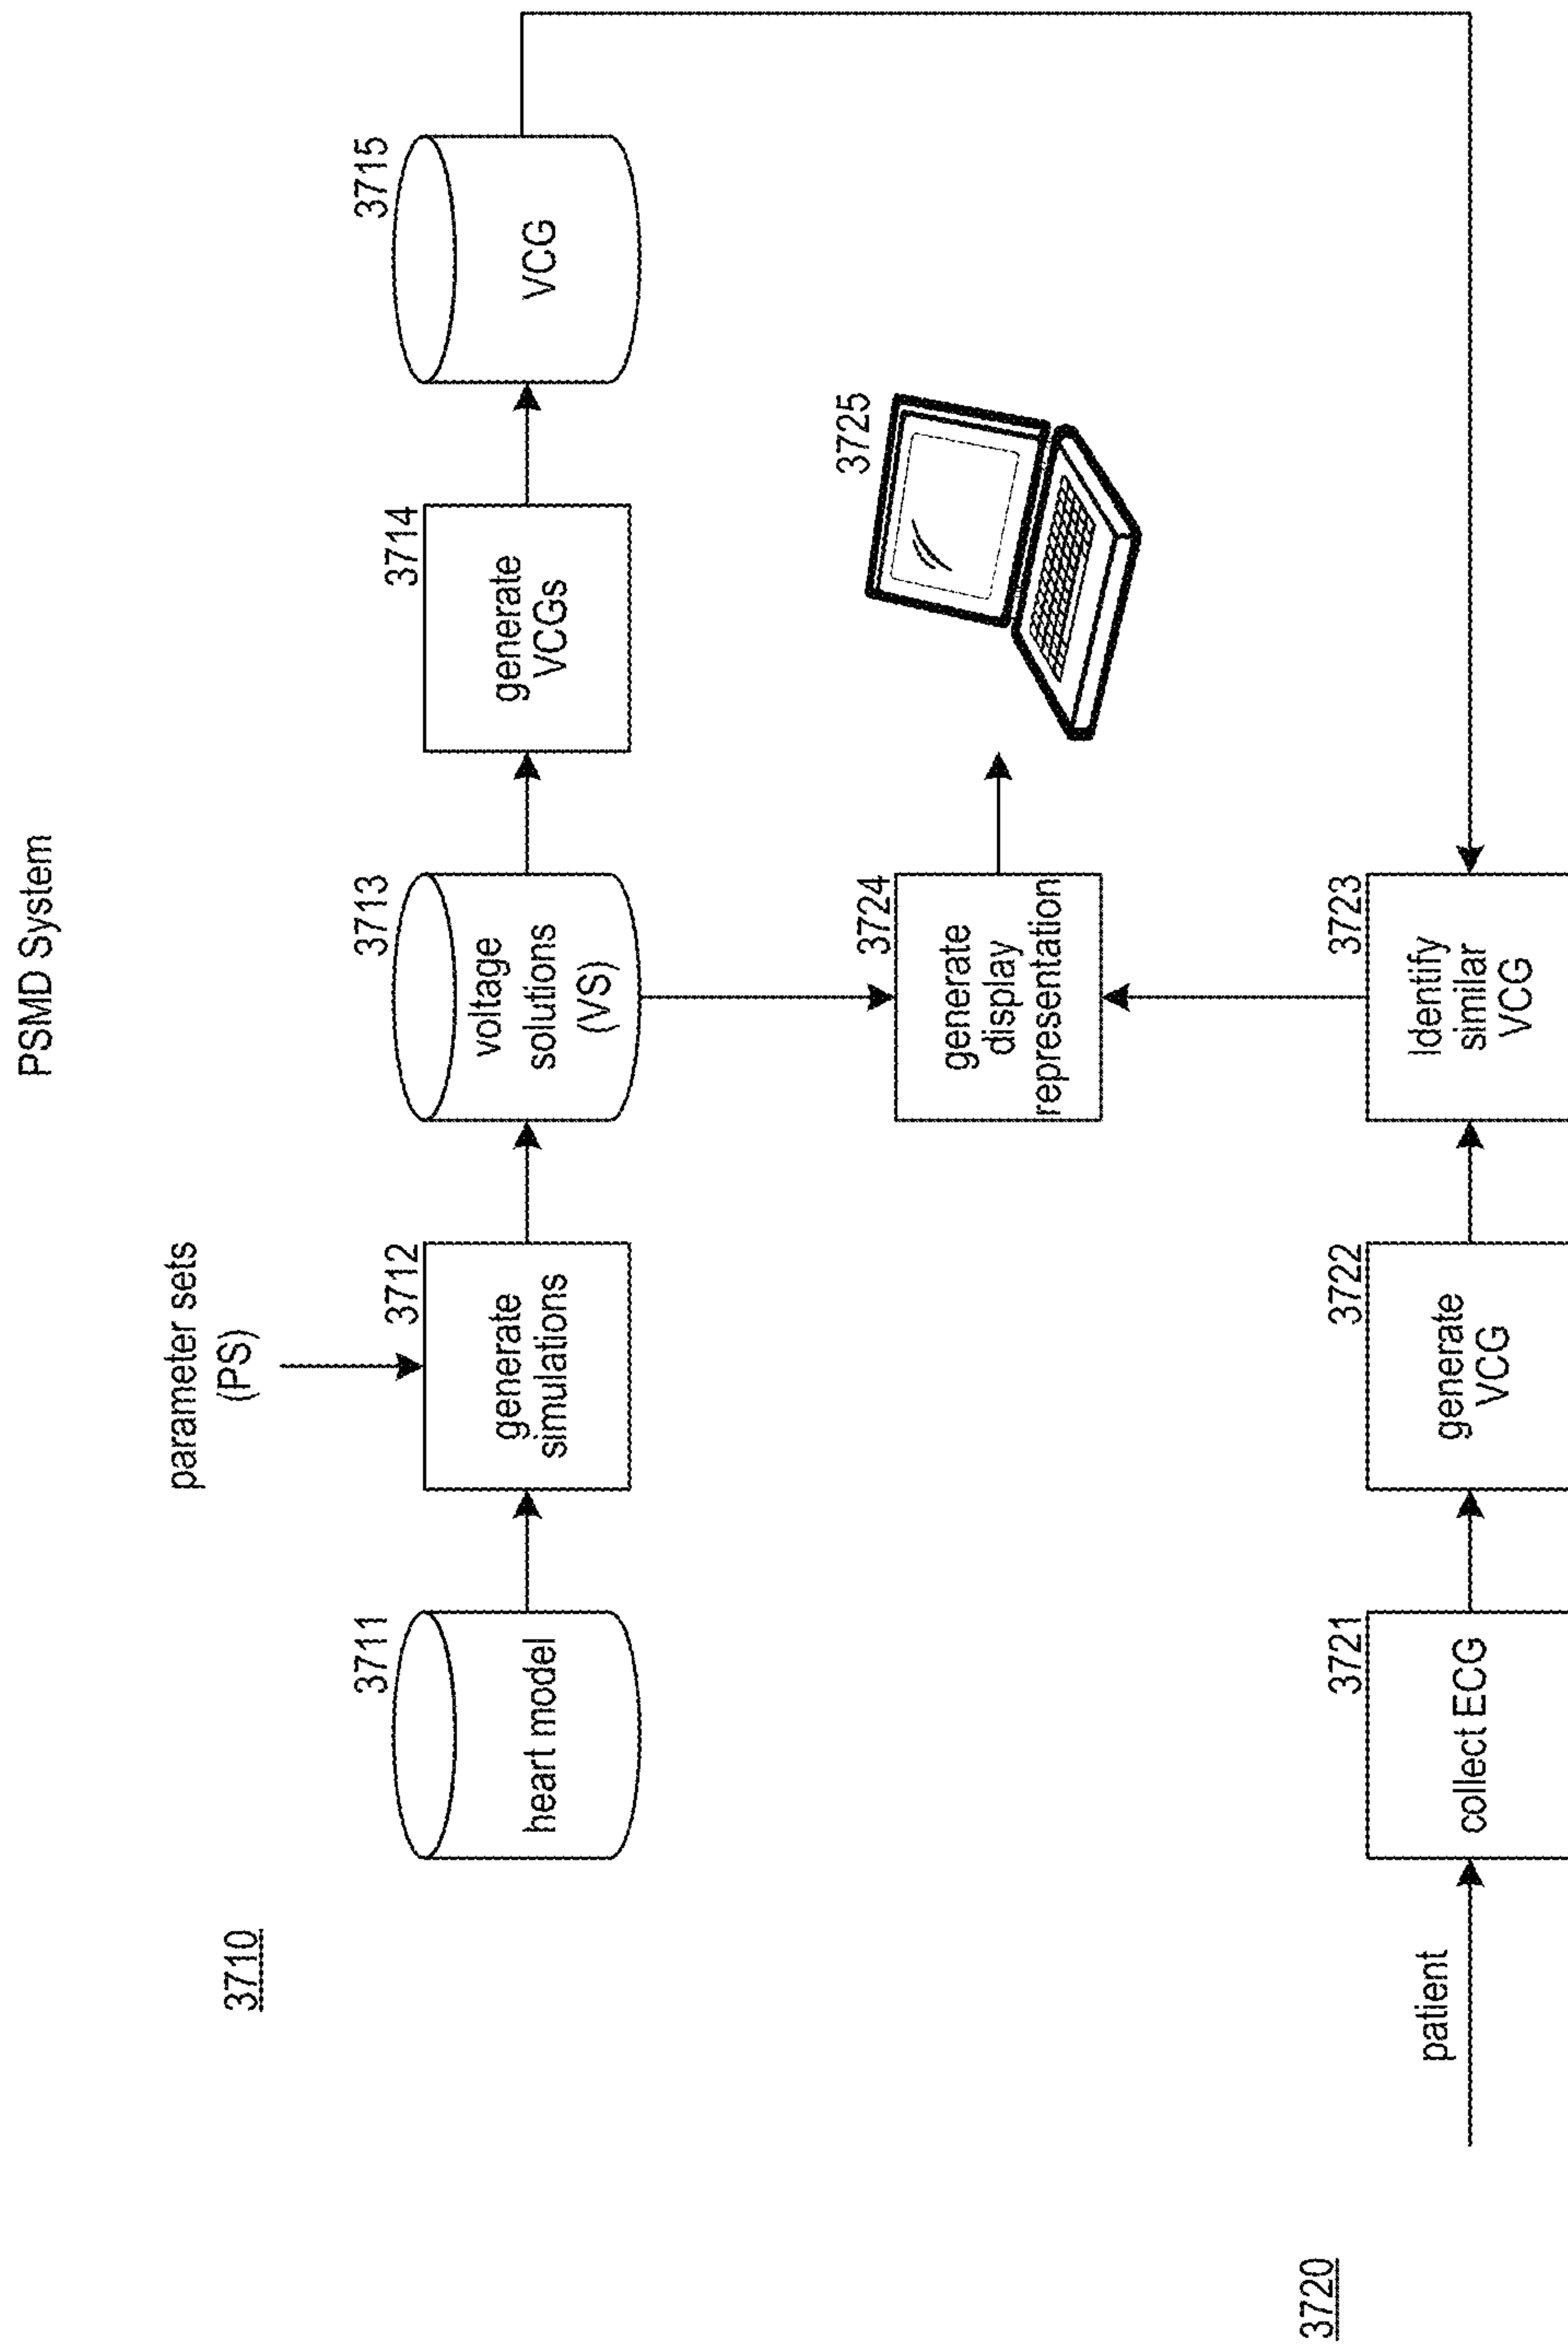 PSMD System
3710
parameter sets
(PS)
3711
heart model
3712
generate
simulations
3713
voltage
solutions
(VS)
3714
generate
VCGs
3715
VCG
3724
generate
display
representation
3725
3720
patient
3721
collect ECG
3722
generate
VCG
3723
Identify
similar
VCG